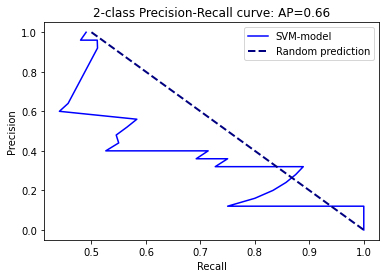 2-class Precision-Recall curve: AP=0.66
SVM-model
Random prediction
Precision
1.0
0.8
0.6
0.4
0.2
0.0
0.5 0.6 0.7 0.8 0.9 1.0
Recall